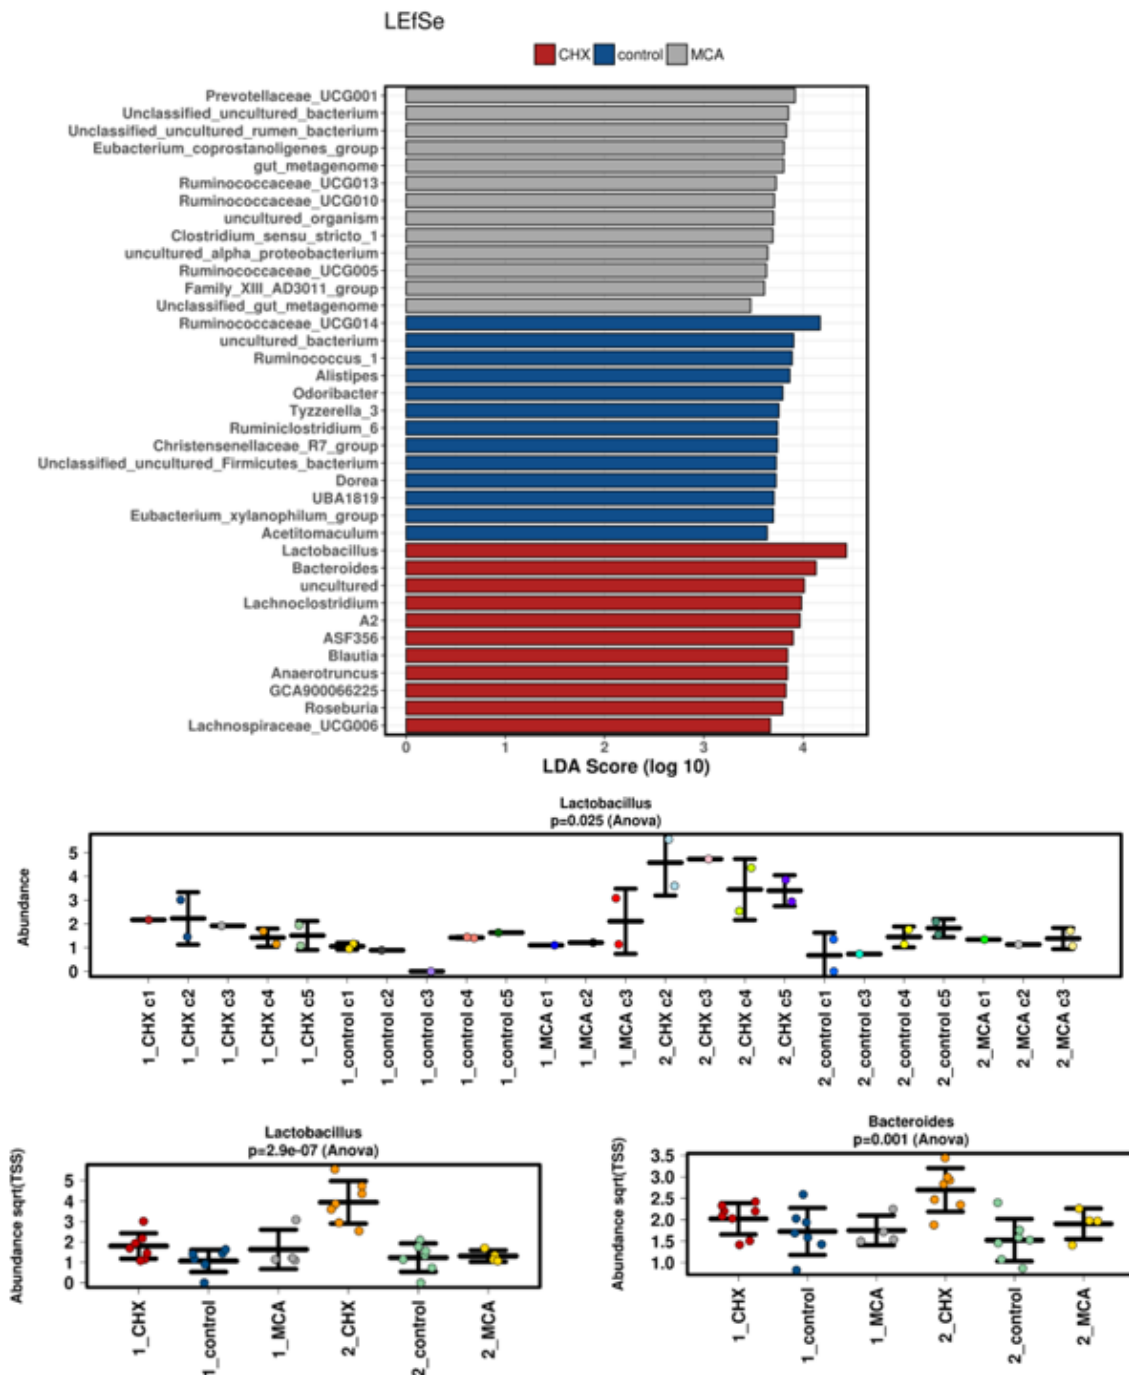 LEfSe
CHX control MCA
Prevotellaceae_UCG001
Unclassified_uncultured_bacterium
Unclassified_uncultured_rumen_bacterium
Eubacterium_coprostanoligenes_group
gut_metagenome
Ruminococcaceae_UCG013
Ruminococcaceae_UCG010
uncultured_organism
Clostridium_sensu_stricto_1
uncultured_alpha_proteobacterium
Ruminococcaceae_UCG005
Family_XIII_AD3011_group
Unclassified_gut_metagenome
Ruminococcaceae_UCG014
uncultured_bacterium
Ruminococcus_1
Alistipes
Odoribacter
Tyzzerella_3
Ruminiclostridium_6
Christensenellaceae_R7_group
Unclassified_uncultured_Firmicutes_bacterium
Dorea
UBA1819
Eubacterium_xylanophilum_group
Acetitomaculum
Lactobacillus
Bacteroides
uncultured
Lachnoclostridium
A2
ASF356
Blautia
Anaerotruncus
GCA900066225
Roseburia
Lachnospiraceae_UCG006
0 1 2 3 4
LDA Score (log 10)
Lactobacillus
p=0.025 (Anova)
Abundance
5
4
3
2
1
0
1_CHX c1
1_CHX c2
1_CHX c3
1_CHX c4
1_CHX c5
1_control c1
1_control c2
1_control c3
1_control c4
1_control c5
1_MCA c1
1_MCA c2
1_MCA c3
2_CHX c2
2_CHX c3
2_CHX c4
2_CHX c5
2_control c1
2_control c3
2_control c4
2_control c5
2_MCA c1
2_MCA c2
2_MCA c3
Lactobacillus
p=2.9e-07 (Anova)
Abundance sqrt(TSS)
5
4
3
2
1
0
1_CHX
1_control
1_MCA
2_CHX
2_control
2_MCA
Bacteroides
p=0.001 (Anova)
Abundance sqrt(TSS)
3.5
3.0
2.5
2.0
1.5
1.0
1_CHX
1_control
1_MCA
2_CHX
2_control
2_MCA